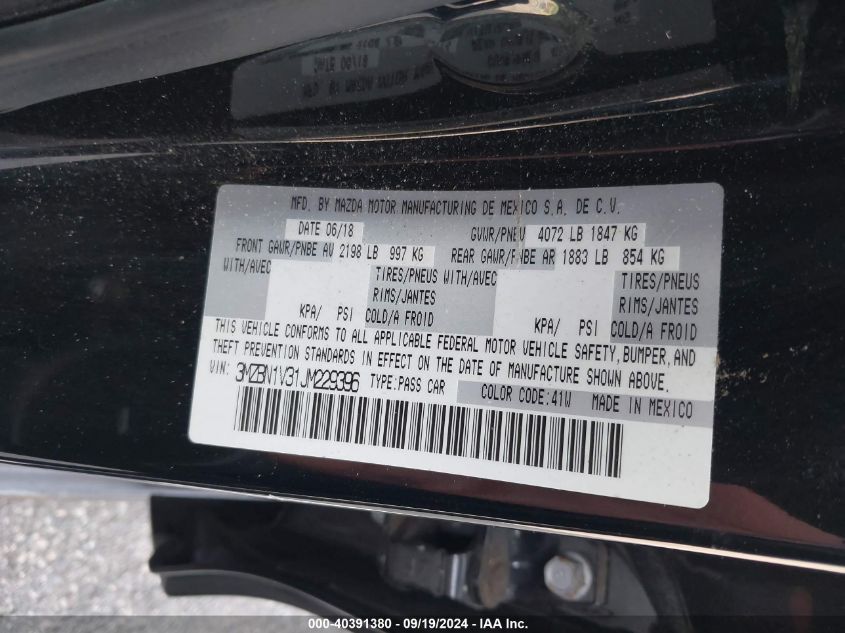 MFD. BY MAZDA MOTOR MANUFACTURING DE MEXICO S.A. DE C.V.
DATE 06/18 GVWR/PNBV 4072 LB 1847 KG
FRONT GAWR/PNBE AV 2198 LB 997 KG REAR GAWR/PNBE AR 1883 LB 854 KG
WITH/AVEC TIRES/PNEUS WITH/AVEC TIRES/PNEUS
RIMS/JANTES RIMS/JANTES
KPA/ PSI COLD/A FROID KPA/ PSI COLD/A FROID
THIS VEHICLE CONFORMS TO ALL APPLICABLE FEDERAL MOTOR VEHICLE SAFETY, BUMPER, AND
THEFT PREVENTION STANDARDS IN EFFECT ON THE DATE OF MANUFACTURE SHOWN ABOVE.
VIN: 3MZBN1V31JM229396 TYPE:PASS CAR COLOR CODE:41W MADE IN MEXICO
000-40391380 - 09/19/2024 - IAA Inc.